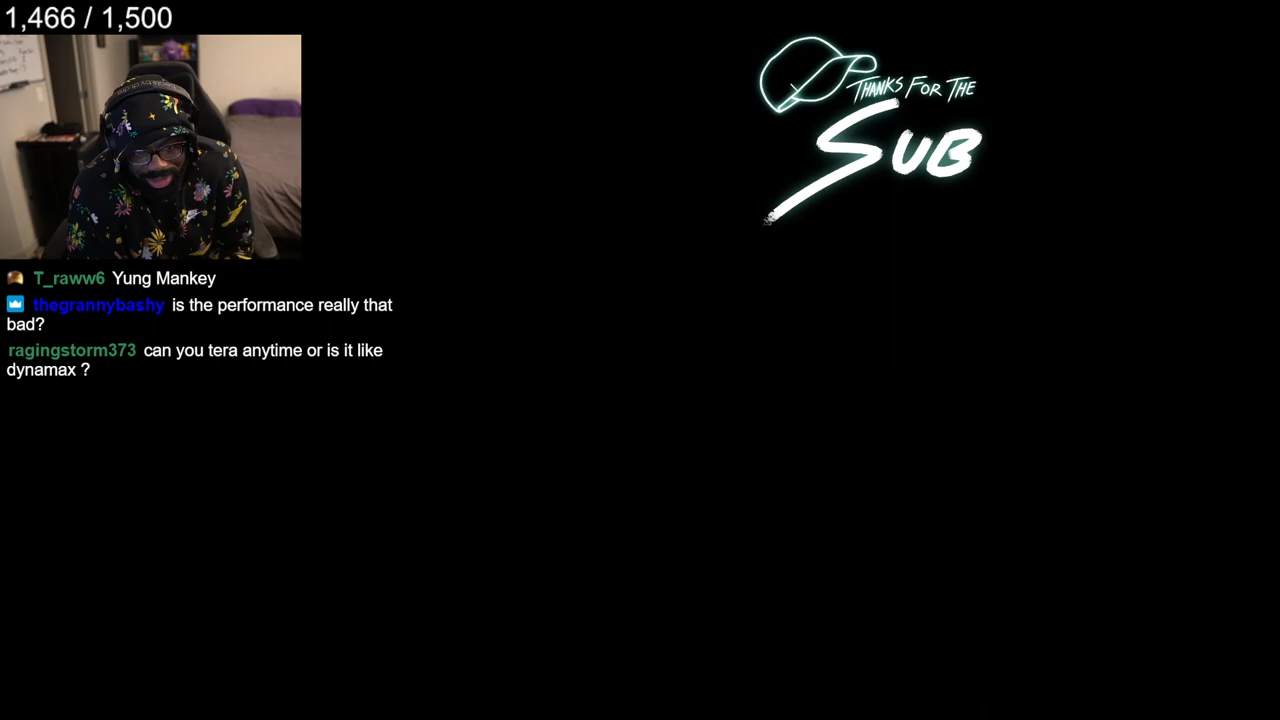 1,466 / 1,500
THANKS FOR THE
SUB
T_raww6 Yung Mankey
thegrannybashy is the performance really that
bad?
ragingstorm373 can you tera anytime or is it like
dynamax ?